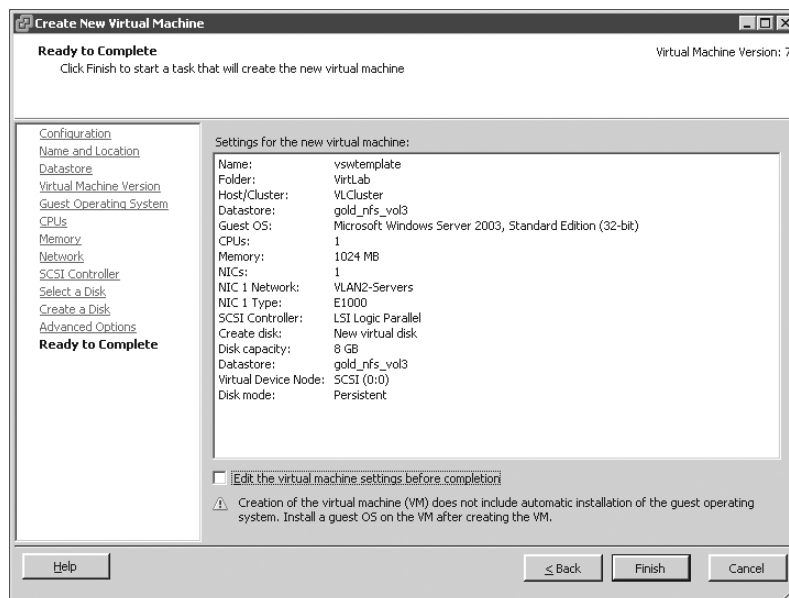 Create New Virtual Machine
Ready to Complete
Click Finish to start a task that will create the new virtual machine
Virtual Machine Version: 7
Configuration
Name and Location
Datastore
Virtual Machine Version
Guest Operating System
CPUs
Memory
Network
SCSI Controller
Select a Disk
Create a Disk
Advanced Options
Ready to Complete
Settings for the new virtual machine:
Name: vswtemplate
Folder: VirtLab
Host/Cluster: VLCluster
Datastore: gold_nfs_vol3
Guest OS: Microsoft Windows Server 2003, Standard Edition (32-bit)
CPUs: 1
Memory: 1024 MB
NICs: 1
NIC 1 Network: VLAN2-Servers
NIC 1 Type: E1000
SCSI Controller: LSI Logic Parallel
Create disk: New virtual disk
Disk capacity: 8 GB
Datastore: gold_nfs_vol3
Virtual Device Node: SCSI (0:0)
Disk mode: Persistent
Edit the virtual machine settings before completion
Creation of the virtual machine (VM) does not include automatic installation of the guest operating
system. Install a guest OS on the VM after creating the VM.
Help
< Back
Finish
Cancel